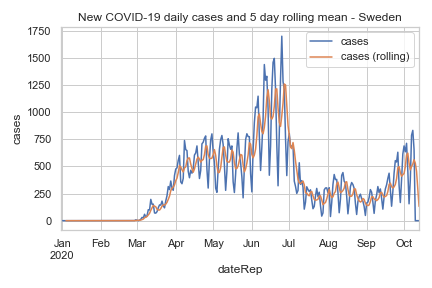 New COVID-19 daily cases and 5 day rolling mean - Sweden
1750
1500
1250
1000
750
500
250
0
cases
cases
cases (rolling)
Jan Feb Mar Apr May Jun Jul Aug Sep Oct
2020
dateRep